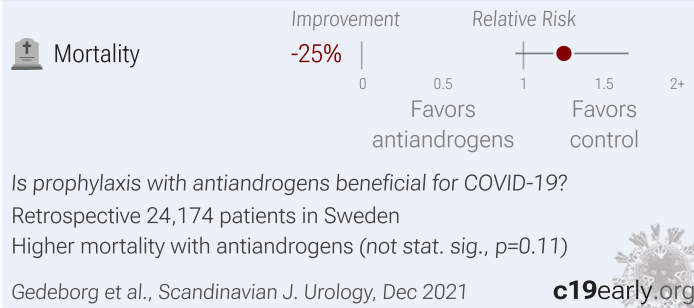 Improvement Relative Risk
Mortality -25%
0 0.5 1 1.5 2+
Favors antiandrogens Favors control
Is prophylaxis with antiandrogens beneficial for COVID-19?
Retrospective 24,174 patients in Sweden
Higher mortality with antiandrogens (not stat. sig., p=0.11)
Gedeborg et al., Scandinavian J. Urology, Dec 2021 c19early.org